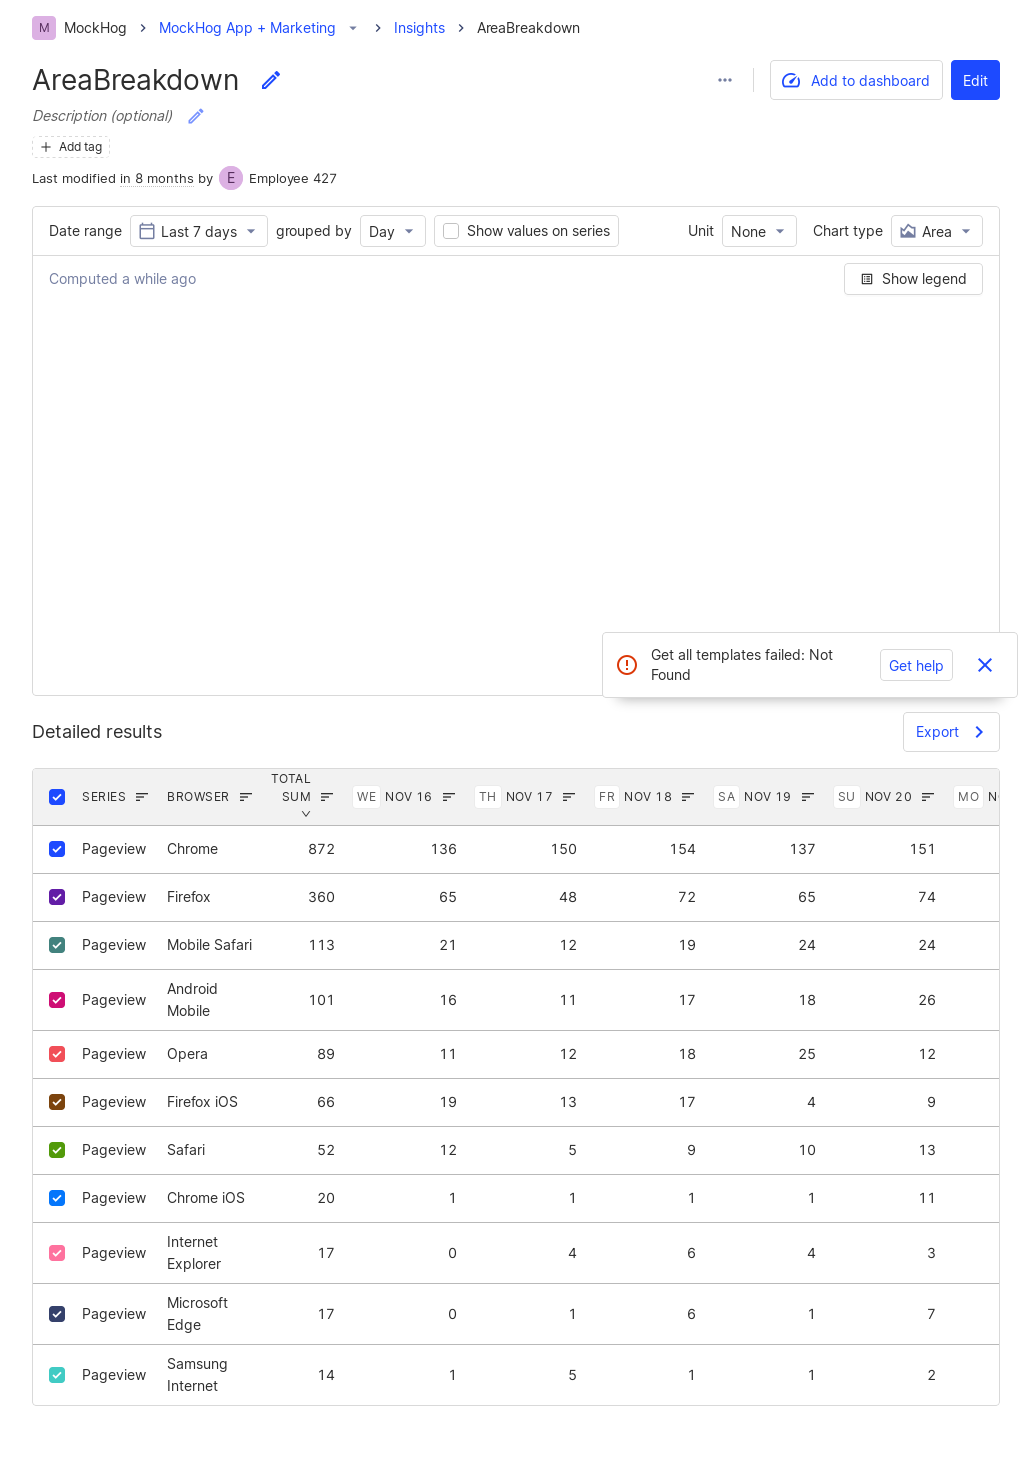 M MockHog MockHog App + Marketing Insights AreaBreakdown
AreaBreakdown Add to dashboard Edit
Description (optional)
Add tag
Last modified in 8 months by E Employee 427
Date range Last 7 days grouped by Day Show values on series Unit None Chart type Area
Computed a while ago Show legend
Get all templates failed: Not
Found
Get help
Detailed results Export
TOTAL
SERIES BROWSER SUM WE NOV 16 TH NOV 17 FR NOV 18 SA NOV 19 SU NOV 20 MO
Pageview Chrome 872 136 150 154 137 151
Pageview Firefox 360 65 48 72 65 74
Pageview Mobile Safari 113 21 12 19 24 24
Pageview Android
Mobile 101 16 11 17 18 26
Pageview Opera 89 11 12 18 25 12
Pageview Firefox iOS 66 19 13 17 4 9
Pageview Safari 52 12 5 9 10 13
Pageview Chrome iOS 20 1 1 1 1 11
Pageview Internet
Explorer 17 0 4 6 4 3
Pageview Microsoft
Edge 17 0 1 6 1 7
Pageview Samsung
Internet 14 1 5 1 1 2